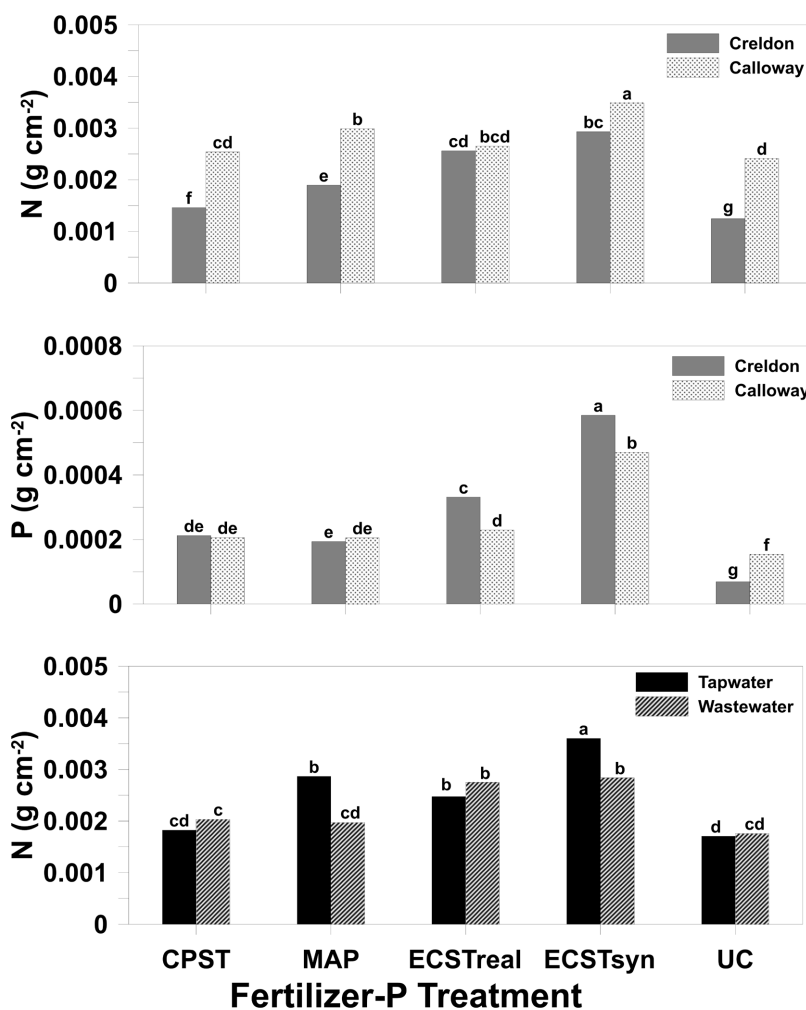 0.005
0.004
0.003
0.002
0.001
0
N (g cm-2)
Creldon
Calloway
f cd e b cd bcd bc a g d
0.0008
0.0006
0.0004
0.0002
0
P (g cm-2)
Creldon
Calloway
de de e de c d a b g f
0.005
0.004
0.003
0.002
0.001
0
N (g cm-2)
Tapwater
Wastewater
cd c b cd b b a b d cd
CPST MAP ECSTreal ECSTsyn UC
Fertilizer-P Treatment